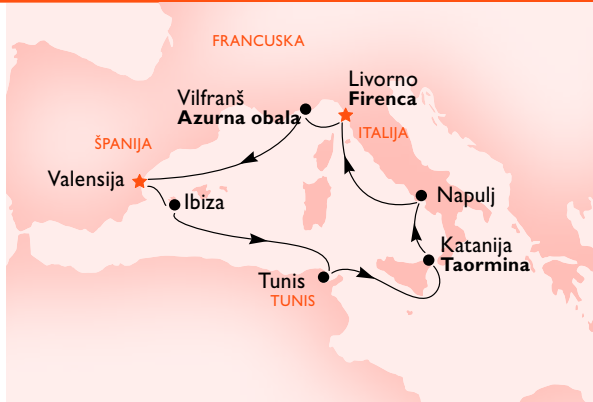 FRANCUSKA
Livorno
Firenca
Vilfranš
Azurna obala
ITALIJA
ŠPANIJA
Valensija
Ibiza
Napulj
Katanija
Taormina
Tunis
TUNIS